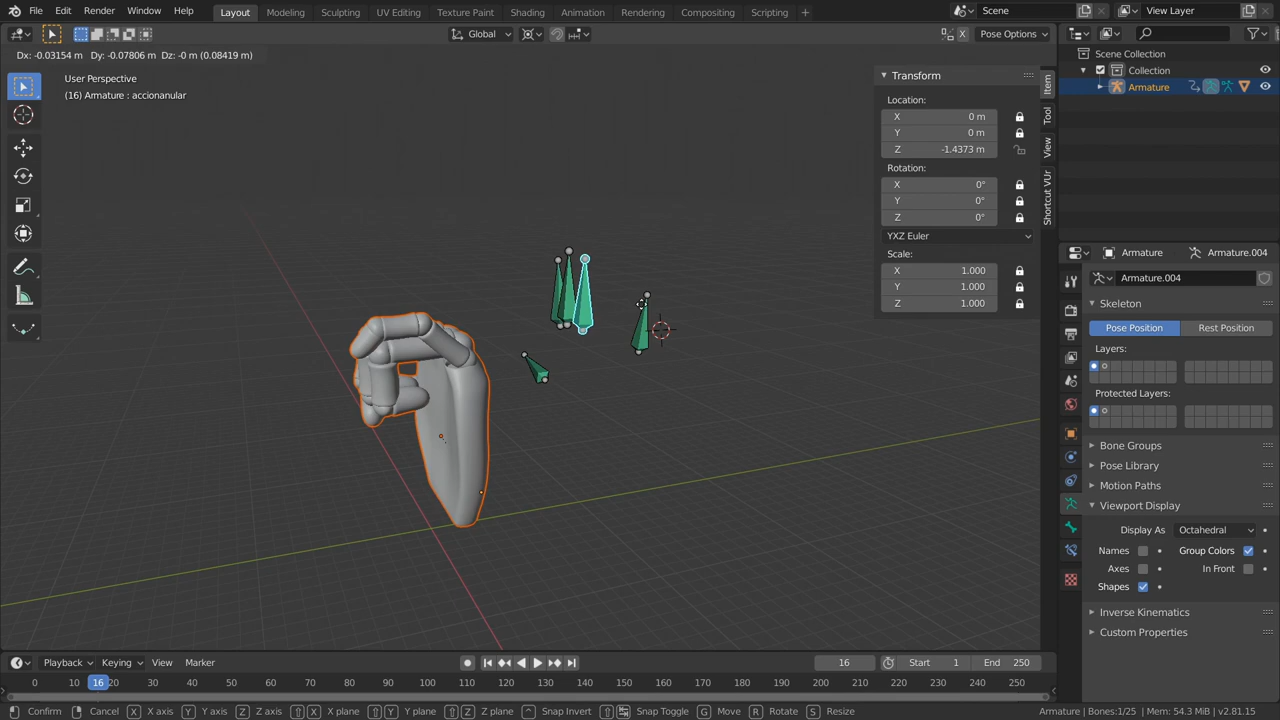 File Edit Render Window Help Layout Modeling Sculpting UV Editing Texture Paint Shading Animation Rendering Compositing Scripting + Scene View Layer
Global X Pose Options
Dx: -0.03154 m Dy: -0.07806 m Dz: -0 m (0.08419 m)
User Perspective
(16) Armature : accionanular
Transform
Location:
X 0 m
Y 0 m
Z -1.4373 m
Rotation:
X 0°
Y 0°
Z 0°
YXZ Euler
Scale:
X 1.000
Y 1.000
Z 1.000
Item
Tool
View
Shortcut VUr
Scene Collection
Collection
Armature
Armature Armature.004
Armature.004
Skeleton
Pose Position Rest Position
Layers:
Protected Layers:
Bone Groups
Pose Library
Motion Paths
Viewport Display
Display As Octahedral
Names Group Colors
Axes In Front
Shapes
Inverse Kinematics
Custom Properties
Playback Keying View Marker 16 Start 1 End 250
0 10 16 20 30 40 50 60 70 80 90 100 110 120 130 140 150 160 170 180 190 200 210 220 230 240 250
Confirm Cancel X X axis Y Y axis Z Z axis X X plane Y Y plane Z Z plane Snap Invert Snap Toggle G Move R Rotate S Resize Armature | Bones:1/25 | Mem: 54.3 MiB | v2.81.15